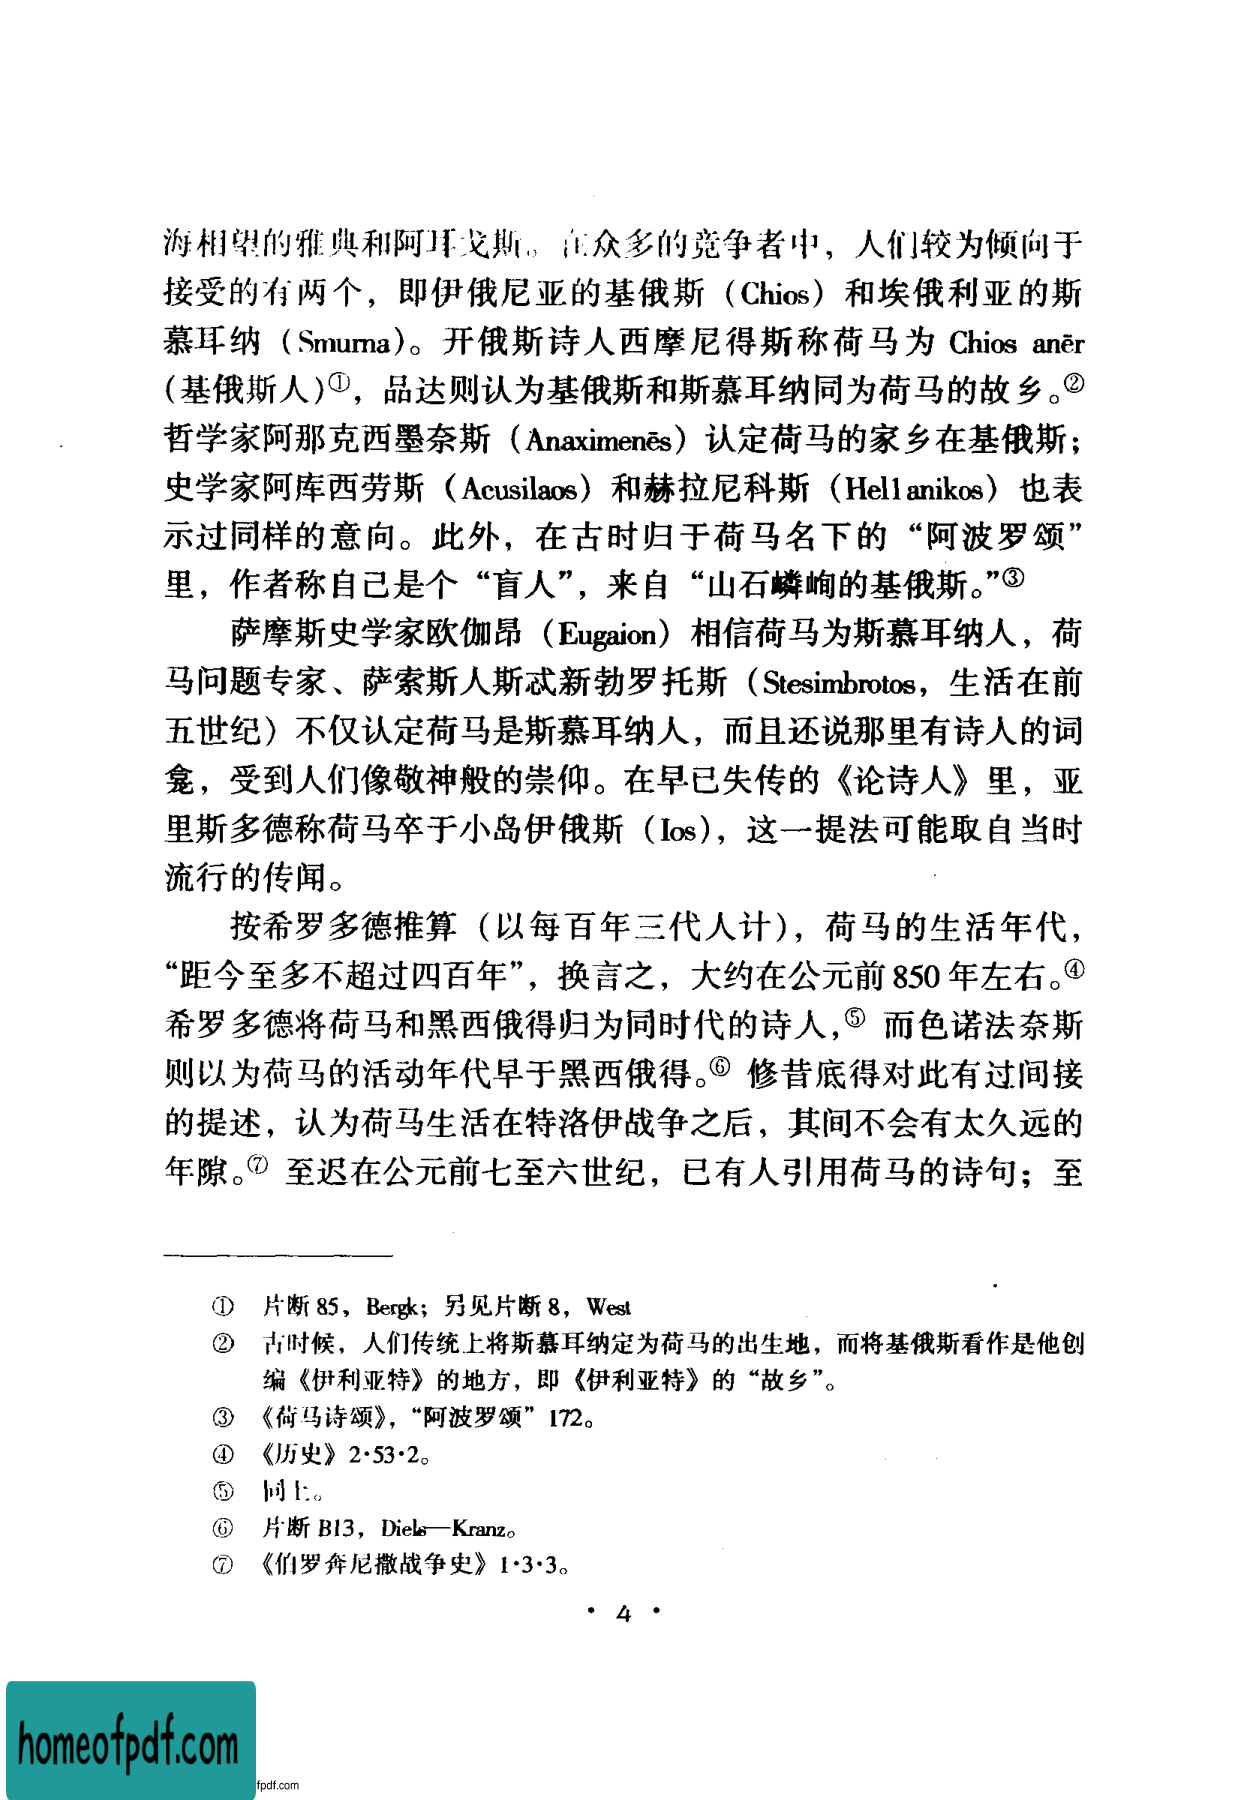 海相望的雅典和阿耳戈斯。在众多的竞争者中，人们较为倾向于
接受的有两个，即伊俄尼亚的基俄斯（Chios）和埃俄利亚的斯
慕耳纳（Smurna）。开俄斯诗人西摩尼得斯称荷马为 Chios anēr
（基俄斯人）①，品达则认为基俄斯和斯慕耳纳同为荷马的故乡。②
哲学家阿那克西墨奈斯（Anaximenēs）认定荷马的家乡在基俄斯；
史学家阿库西劳斯（Acusilaos）和赫拉尼科斯（Hellanikos）也表
示过同样的意向。此外，在古时归于荷马名下的“阿波罗颂”
里，作者称自己是个“盲人”，来自“山石嶙峋的基俄斯。”③
萨摩斯史学家欧伽昂（Eugaion）相信荷马为斯慕耳纳人，荷
马问题专家、萨索斯人斯忒新勃罗托斯（Stesimbrotos，生活在前
五世纪）不仅认定荷马是斯慕耳纳人，而且还说那里有诗人的词
龛，受到人们像敬神般的崇仰。在早已失传的《论诗人》里，亚
里斯多德称荷马卒于小岛伊俄斯（Ios），这一提法可能取自当时
流行的传闻。
按希罗多德推算（以每百年三代人计），荷马的生活年代，
“距今至多不超过四百年”，换言之，大约在公元前 850 年左右。④
希罗多德将荷马和黑西俄得归为同时代的诗人，⑤ 而色诺法奈斯
则以为荷马的活动年代早于黑西俄得。⑥ 修昔底得对此有过间接
的提述，认为荷马生活在特洛伊战争之后，其间不会有太久远的
年隙。⑦ 至迟在公元前七至六世纪，已有人引用荷马的诗句；至
① 片断 85，Bergk；另见片断 8，West
② 古时候，人们传统上将斯慕耳纳定为荷马的出生地，而将基俄斯看作是他创
编《伊利亚特》的地方，即《伊利亚特》的“故乡”。
③ 《荷马诗颂》，“阿波罗颂”172。
④ 《历史》2·53·2。
⑤ 同上。
⑥ 片断 B13，Diels—Kranz。
⑦ 《伯罗奔尼撒战争史》1·3·3。
· 4 ·
homeofpdf.com
fpdf.com